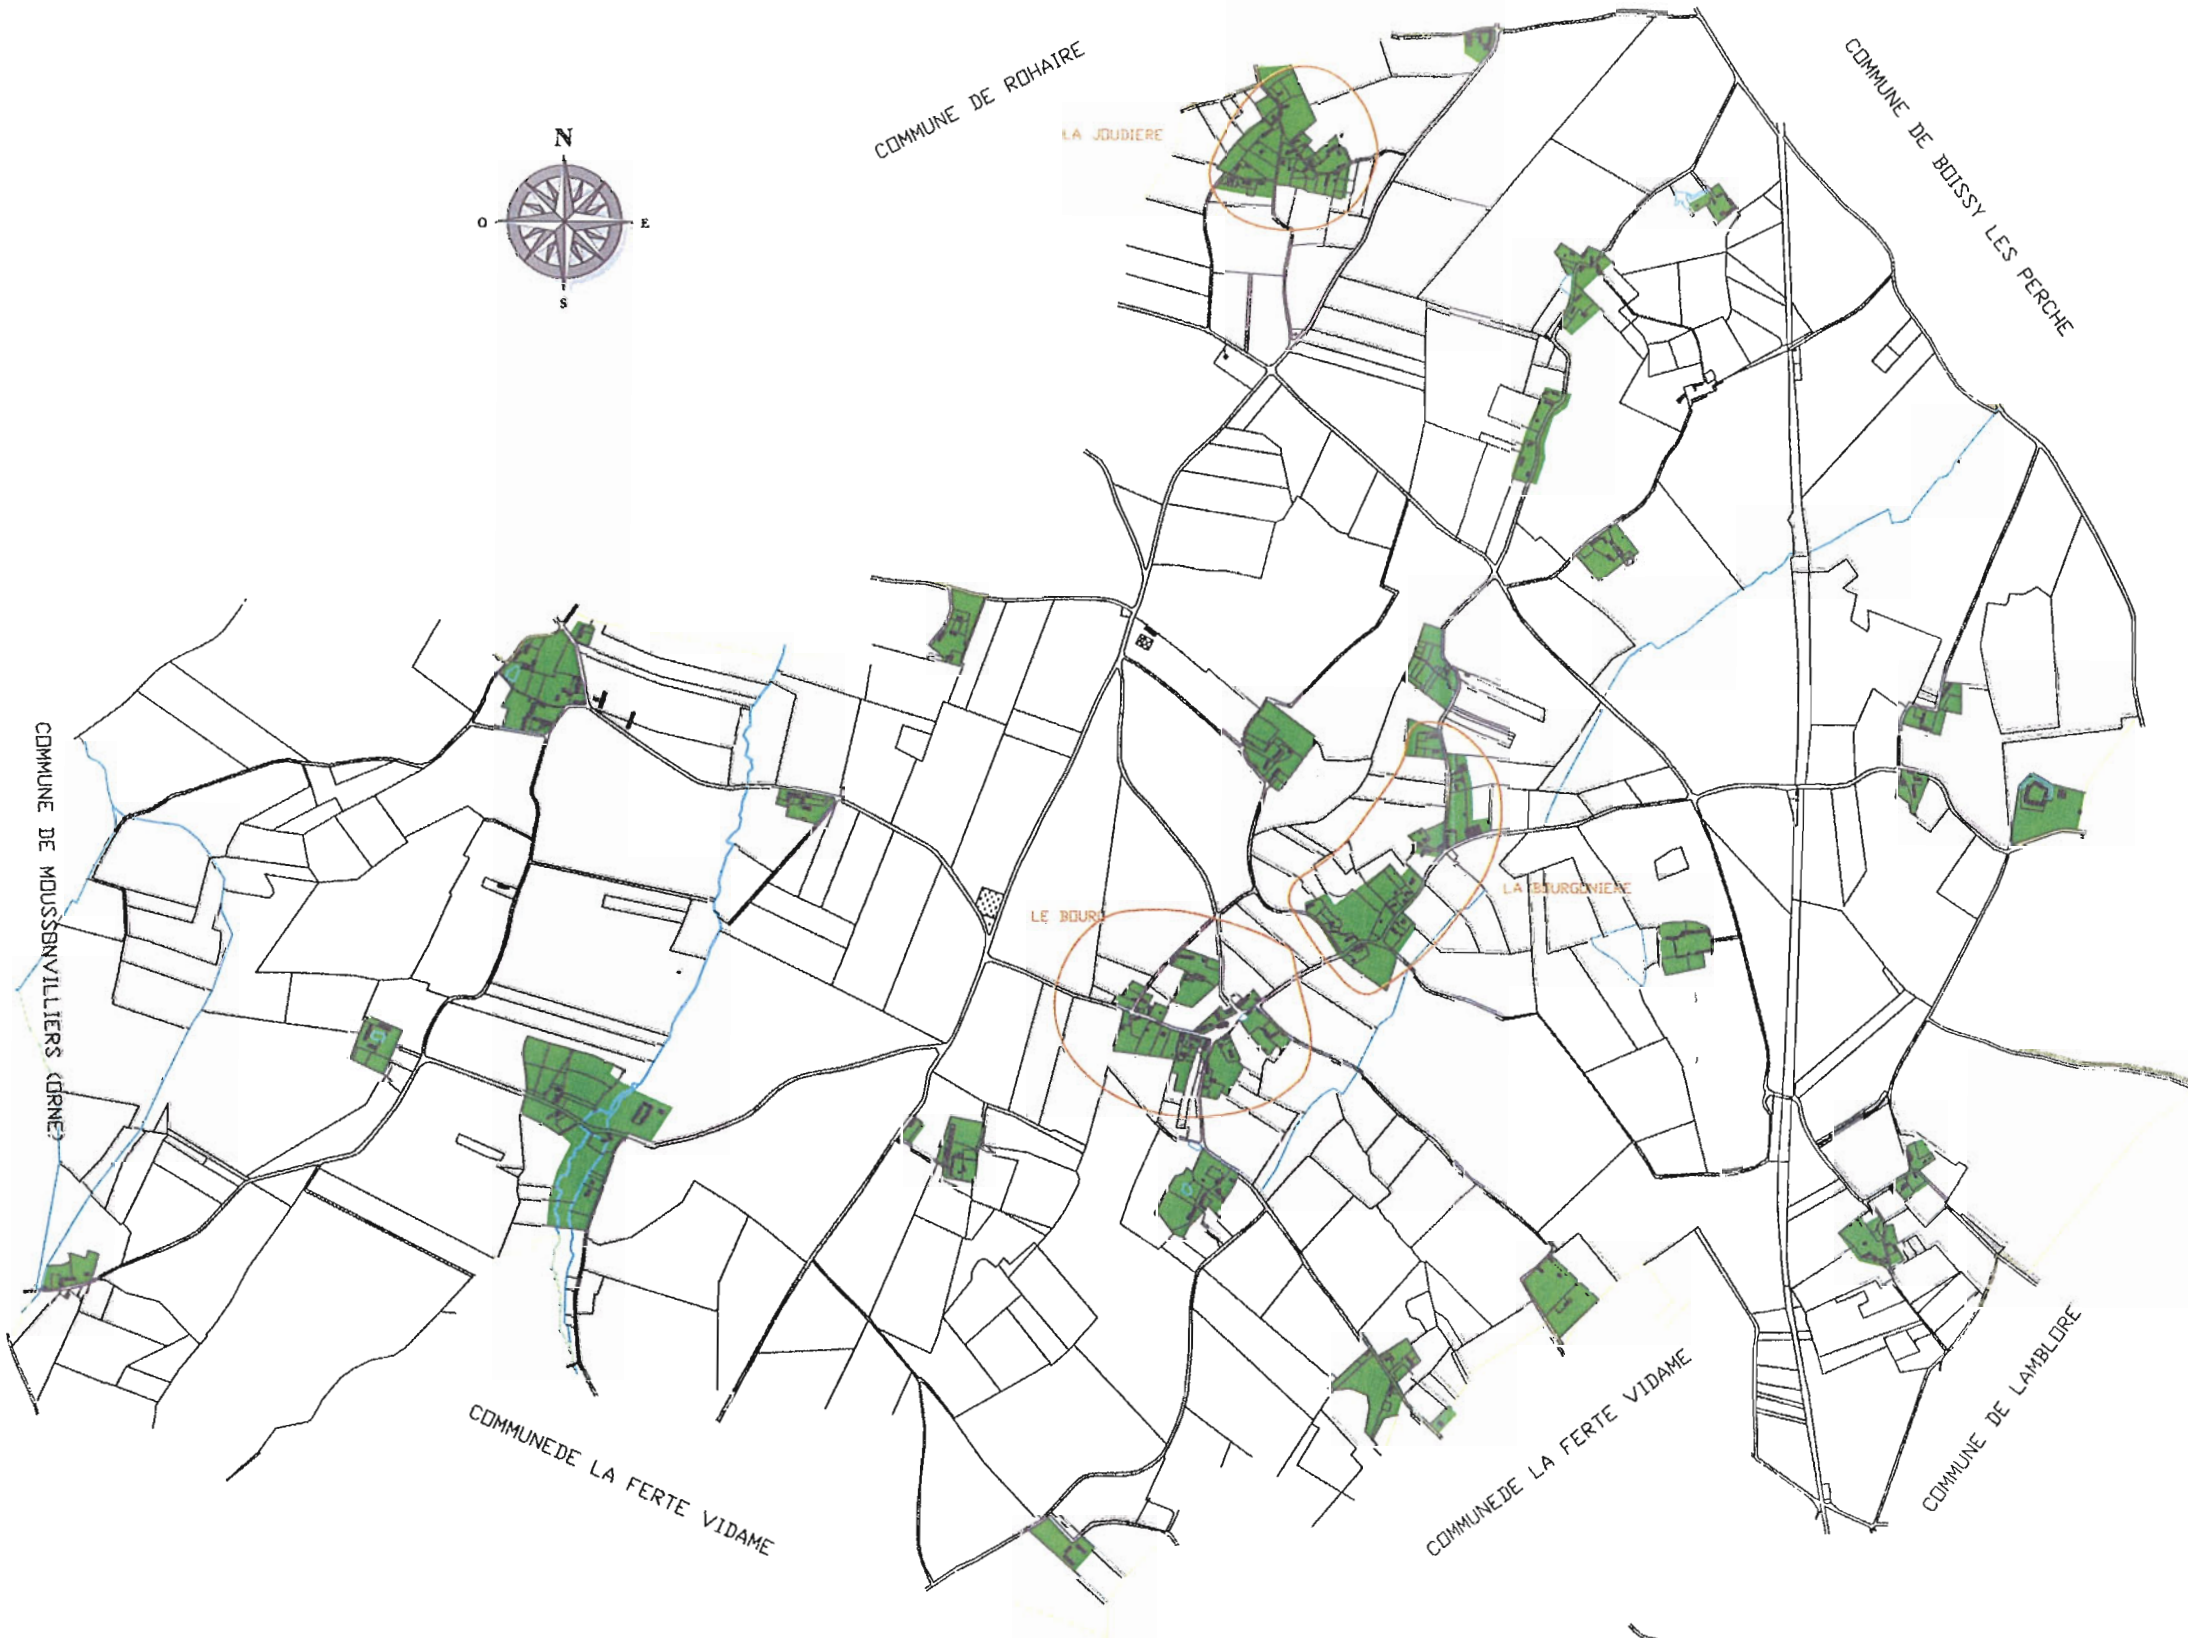 COMMUNE DE ROHAIRE
COMMUNE DE BOISSY LES PERCHE
LA JOUDIERE
N
O
E
S
COMMUNE DE MOUSSONVILLIERS (ORNE)
LA BOURGONIERE
LE BOURG
COMMUNEDE LA FERTE VIDAME
COMMUNEDE LA FERTE VIDAME
COMMUNE DE LAMBLORE